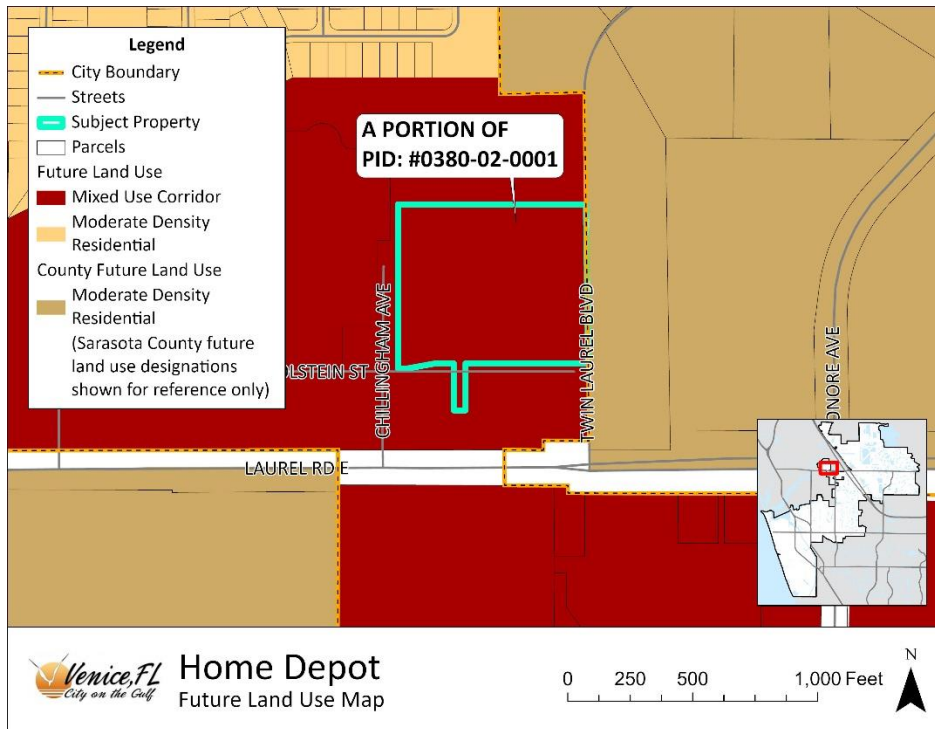 Legend
City Boundary
Streets
Subject Property
Parcels
Future Land Use
Mixed Use Corridor
Moderate Density
Residential
County Future Land Use
Moderate Density
Residential
(Sarasota County future
land use designations
shown for reference only)
A PORTION OF
PID: #0380-02-0001
CHILLINGHAM AVE
OLSTEIN ST
TWIN LAUREL BLVD
ONORE AVE
LAUREL RD E
Venice, FL
City on the Gulf
Home Depot
Future Land Use Map
0 250 500 1,000 Feet
N